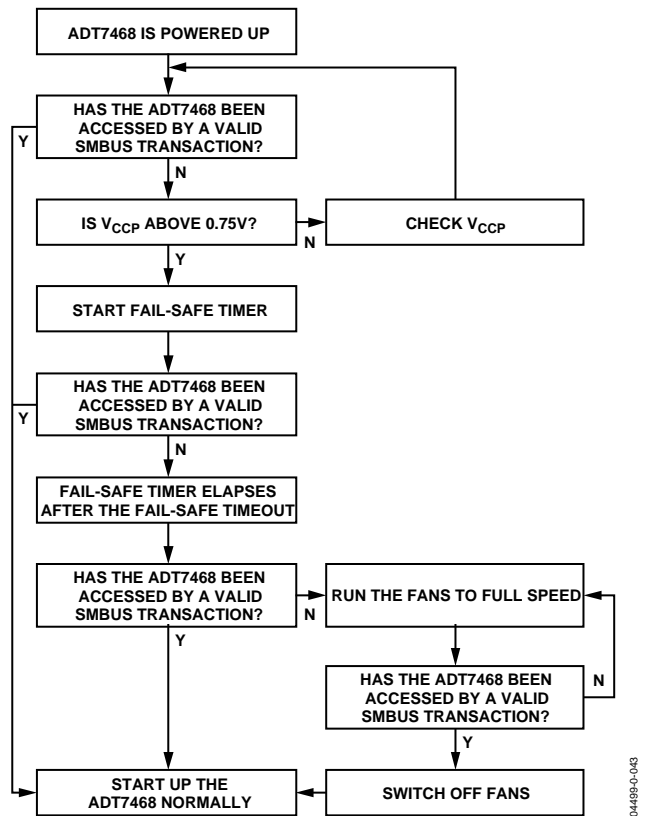 ADT7468 IS POWERED UP
HAS THE ADT7468 BEEN
ACCESSED BY A VALID
SMBUS TRANSACTION?
Y
N
IS VCCP ABOVE 0.75V?
N
CHECK VCCP
Y
START FAIL-SAFE TIMER
HAS THE ADT7468 BEEN
ACCESSED BY A VALID
SMBUS TRANSACTION?
Y
N
FAIL-SAFE TIMER ELAPSES
AFTER THE FAIL-SAFE TIMEOUT
HAS THE ADT7468 BEEN
ACCESSED BY A VALID
SMBUS TRANSACTION?
N
RUN THE FANS TO FULL SPEED
Y
HAS THE ADT7468 BEEN
ACCESSED BY A VALID
SMBUS TRANSACTION?
N
Y
START UP THE
ADT7468 NORMALLY
SWITCH OFF FANS
04499-0-043